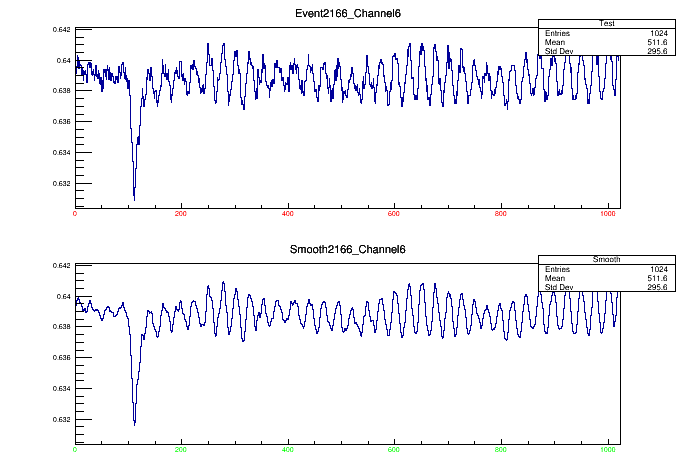 Event2166_Channel6
Test
Entries 1024
Mean 511.6
Std Dev 295.6
0.642
0.64
0.638
0.636
0.634
0.632
0 200 400 600 800 1000
Smooth2166_Channel6
Smooth
Entries 1024
Mean 511.6
Std Dev 295.6
0.642
0.64
0.638
0.636
0.634
0.632
0 200 400 600 800 1000